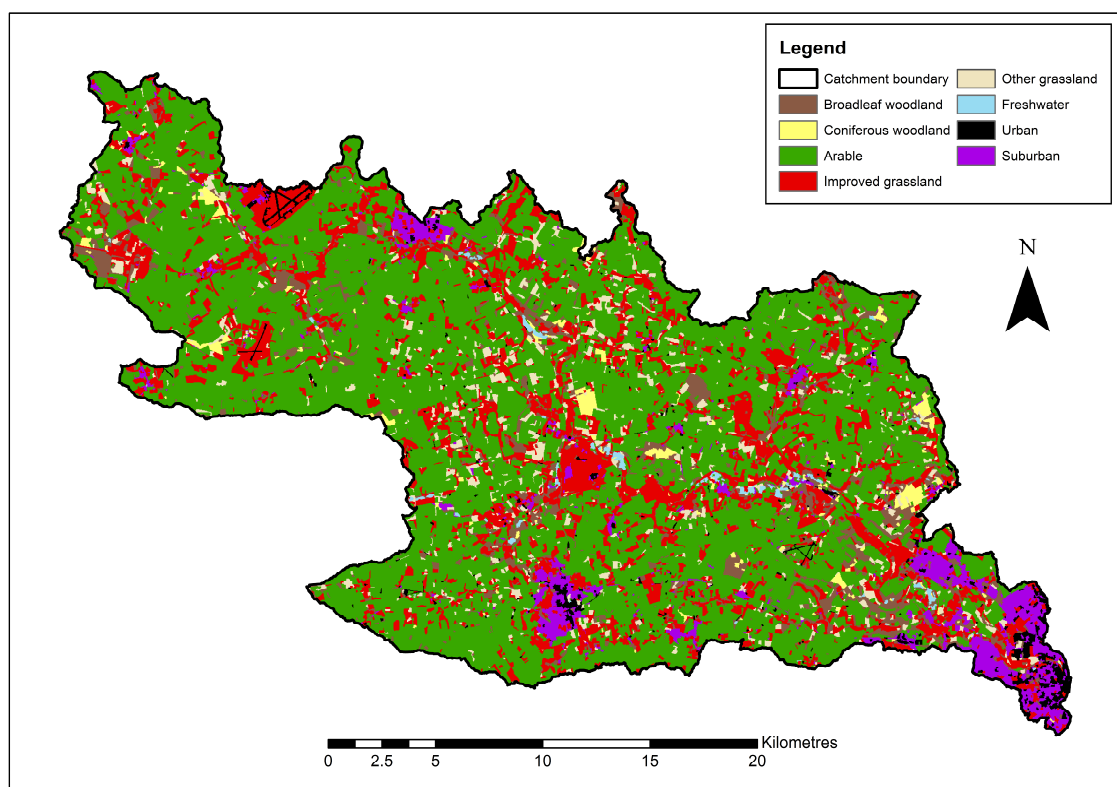 Legend
Catchment boundary
Broadleaf woodland
Coniferous woodland
Arable
Improved grassland
Other grassland
Freshwater
Urban
Suburban
N
Kilometres
0 2.5 5 10 15 20